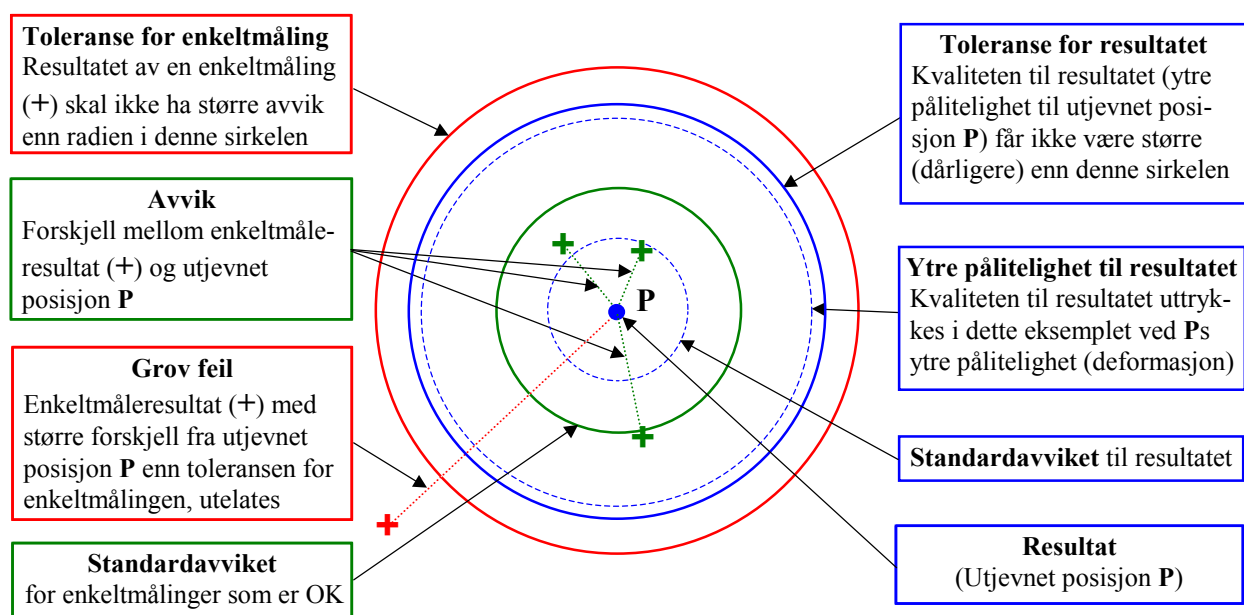 Toleranse for enkeltmåling
Resultatet av en enkeltmåling
(+) skal ikke ha større avvik
enn radien i denne sirkelen
Avvik
Forskjell mellom enkeltmåle-
resultat (+) og utjevnet
posisjon P
Grov feil
Enkeltmåleresultat (+) med
større forskjell fra utjevnet
posisjon P enn toleransen for
enkeltmålingen, utelates
Standardavviket
for enkeltmålinger som er OK
P
Toleranse for resultatet
Kvaliteten til resultatet (ytre
pålitelighet til utjevnet posi-
sjon P) får ikke være større
(dårligere) enn denne sirkelen
Ytre pålitelighet til resultatet
Kvaliteten til resultatet uttryk-
kes i dette eksemplet ved Ps
ytre pålitelighet (deformasjon)
Standardavviket til resultatet
Resultat
(Utjevnet posisjon P)